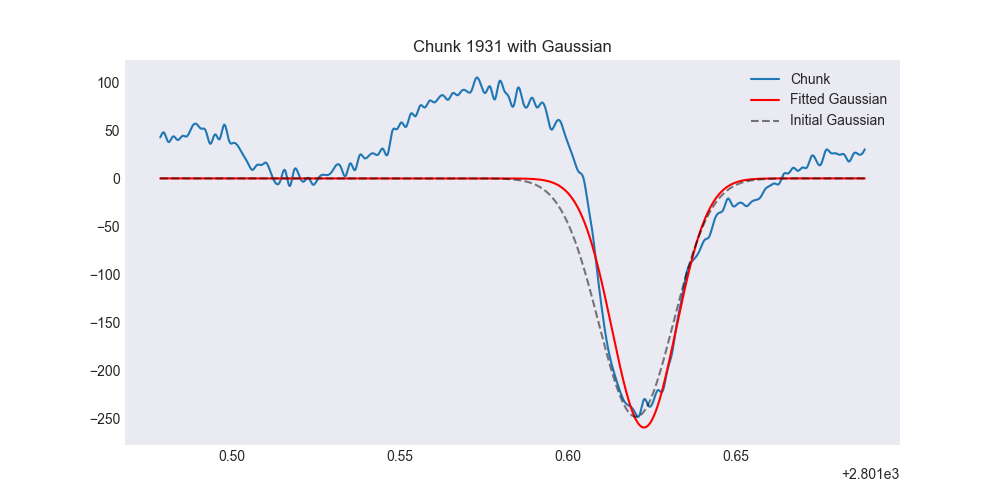 Chunk 1931 with Gaussian
Chunk
Fitted Gaussian
Initial Gaussian
100
50
0
−50
−100
−150
−200
−250
0.50 0.55 0.60 0.65
+2.801e3